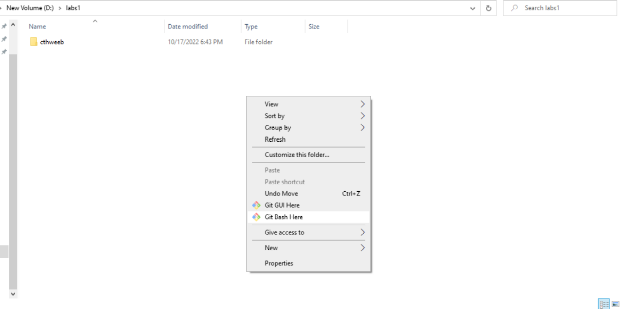 New Volume (D:) > labs1
Search labs1
Name Date modified Type Size
cthweeb 10/17/2022 6:43 PM File folder
View
Sort by
Group by
Refresh
Customize this folder...
Paste
Paste shortcut
Undo Move Ctrl+Z
Git GUI Here
Git Bash Here
Give access to
New
Properties